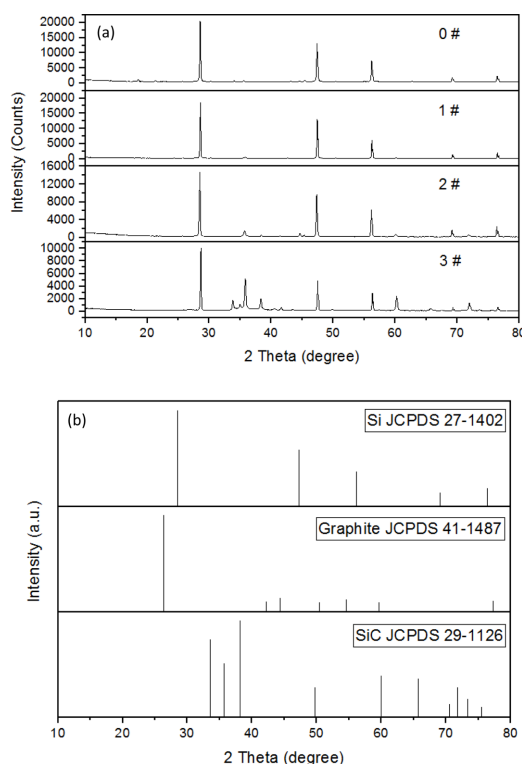 (a)
20000
15000
10000
5000
0
0 #
20000
15000
10000
5000
0
1 #
16000
12000
8000
4000
0
2 #
10000
8000
6000
4000
2000
0
3 #
Intensity (Counts)
10 20 30 40 50 60 70 80
2 Theta (degree)
(b)
Si JCPDS 27-1402
Graphite JCPDS 41-1487
SiC JCPDS 29-1126
Intensity (a.u.)
10 20 30 40 50 60 70 80
2 Theta (degree)